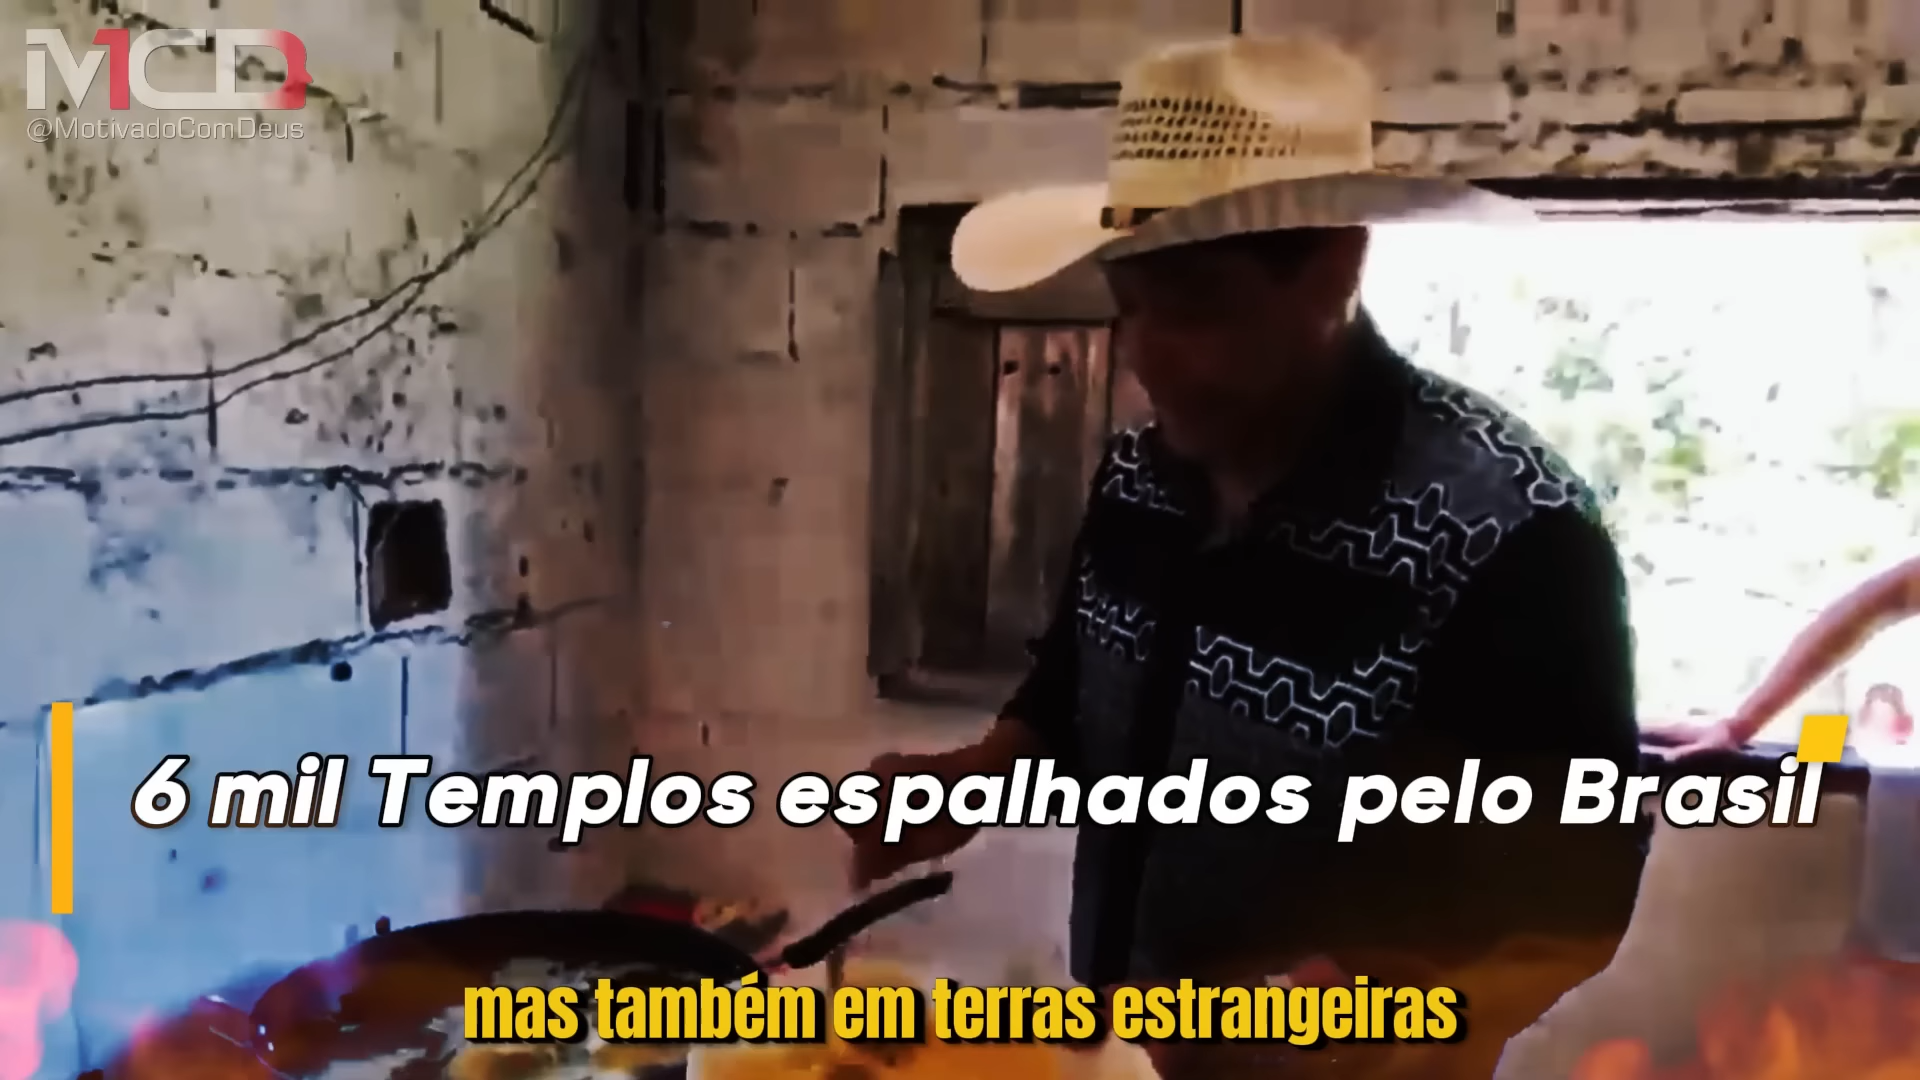 MCD
@MotivadoComDeus
6 mil Templos espalhados pelo Brasil
mas também em terras estrangeiras